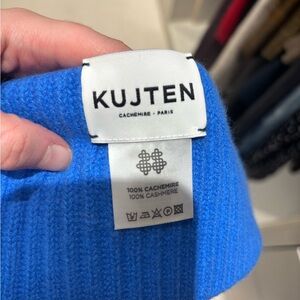 KUJTEN
CACHEMIRE - PARIS
100% CACHEMIRE
100% CASHMERE